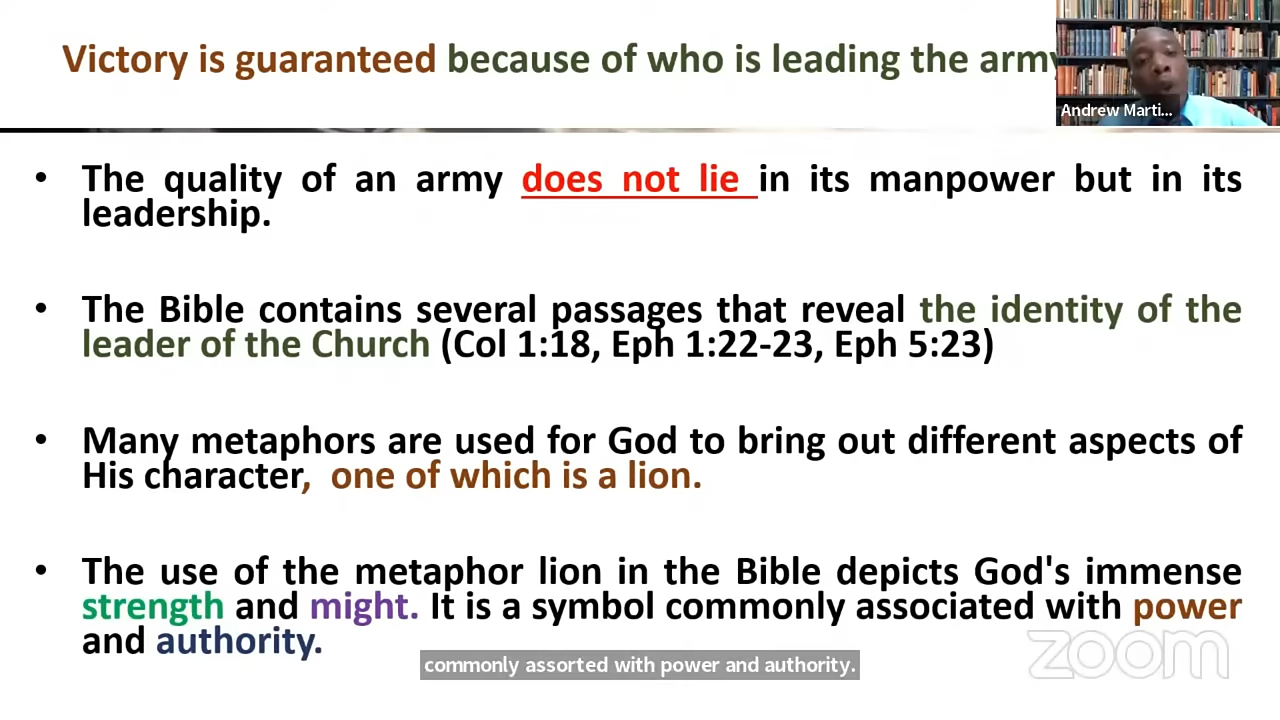 Victory is guaranteed because of who is leading the army
Andrew Marti...
• The quality of an army does not lie in its manpower but in its
leadership.
• The Bible contains several passages that reveal the identity of the
leader of the Church (Col 1:18, Eph 1:22-23, Eph 5:23)
• Many metaphors are used for God to bring out different aspects of
His character, one of which is a lion.
• The use of the metaphor lion in the Bible depicts God's immense
strength and might. It is a symbol commonly associated with power
and authority.
commonly assorted with power and authority.
zoom